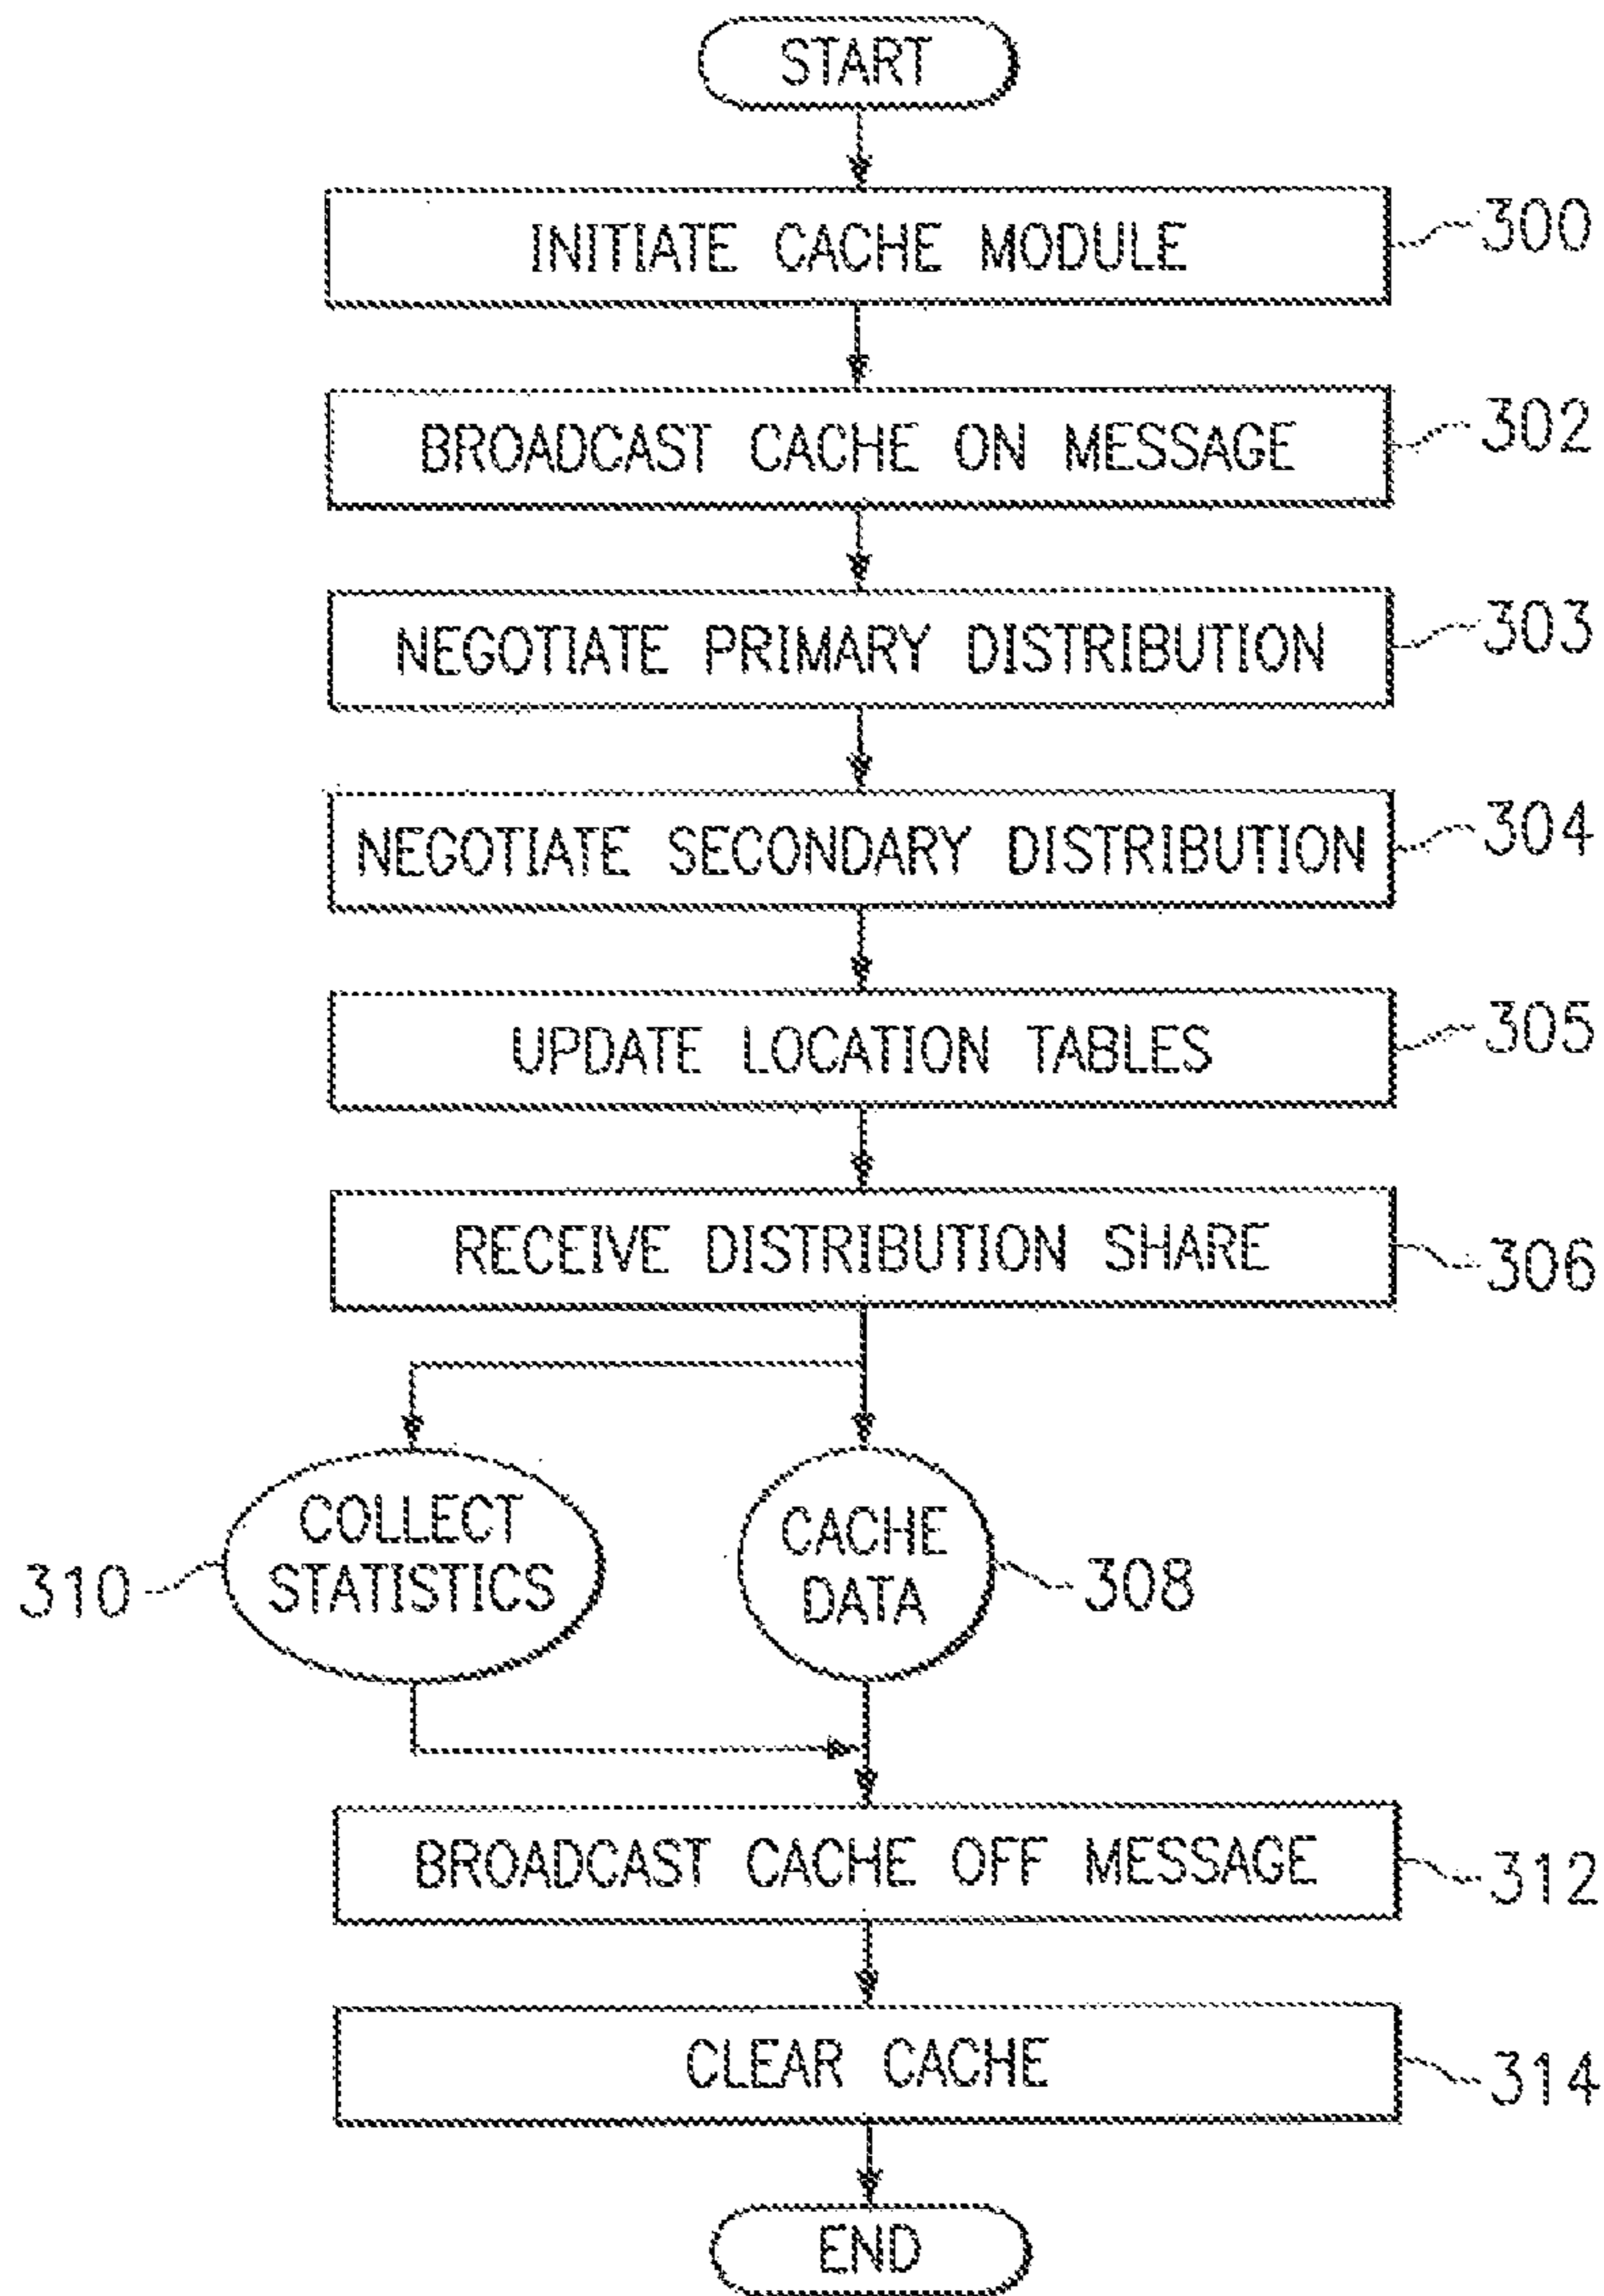 START
INITIATE CACHE MODULE
300
BROADCAST CACHE ON MESSAGE
302
NEGOTIATE PRIMARY DISTRIBUTION
303
NEGOTIATE SECONDARY DISTRIBUTION
304
UPDATE LOCATION TABLES
305
RECEIVE DISTRIBUTION SHARE
306
310
COLLECT
STATISTICS
CACHE
DATA
308
BROADCAST CACHE OFF MESSAGE
312
CLEAR CACHE
314
END